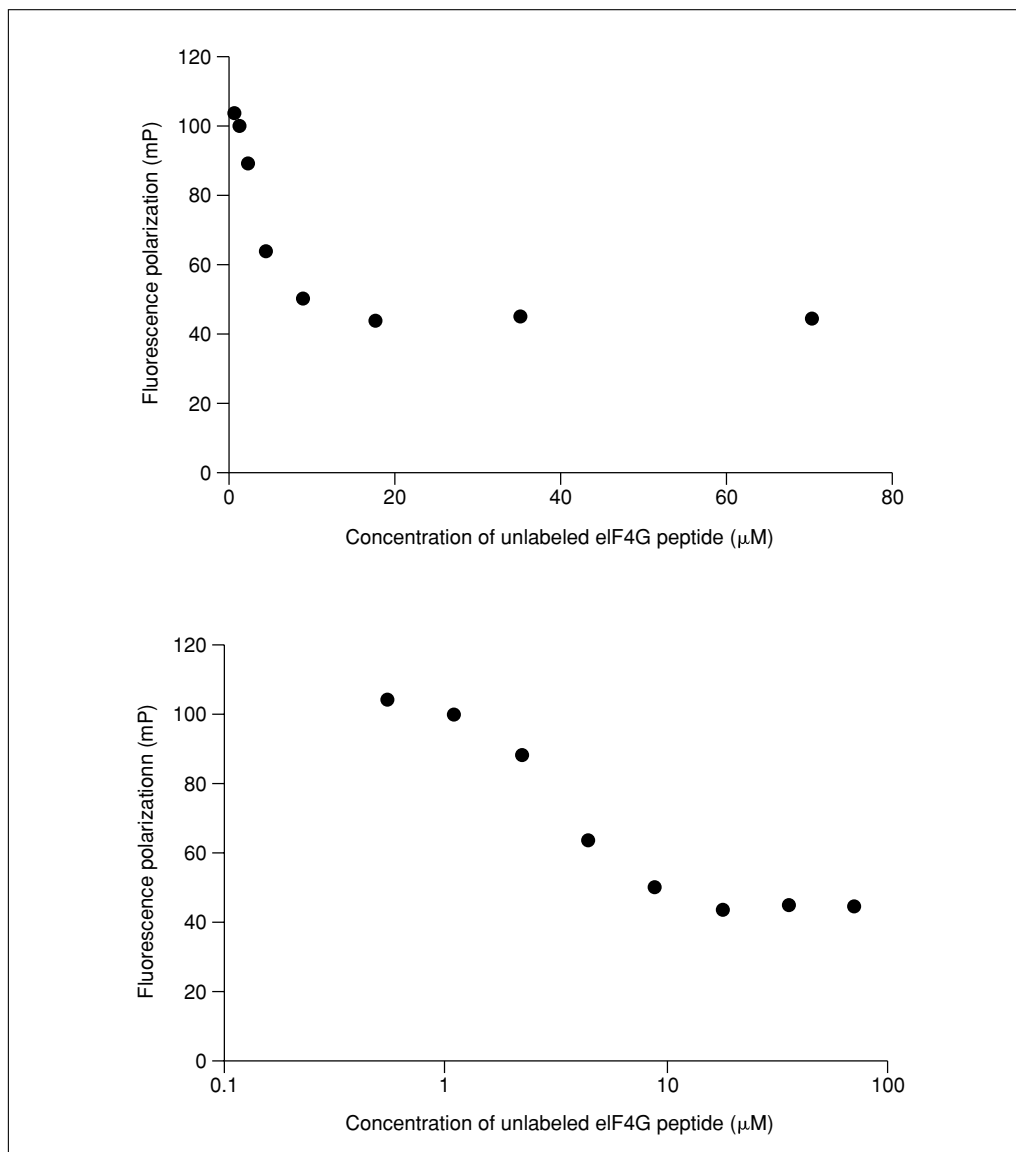 120
100
80
60
40
20
0
Fluorescence polarization (mP)
0 20 40 60 80
Concentration of unlabeled eIF4G peptide (μM)
120
100
80
60
40
20
0
Fluorescence polarizationn (mP)
0.1 1 10 100
Concentration of unlabeled eIF4G peptide (μM)